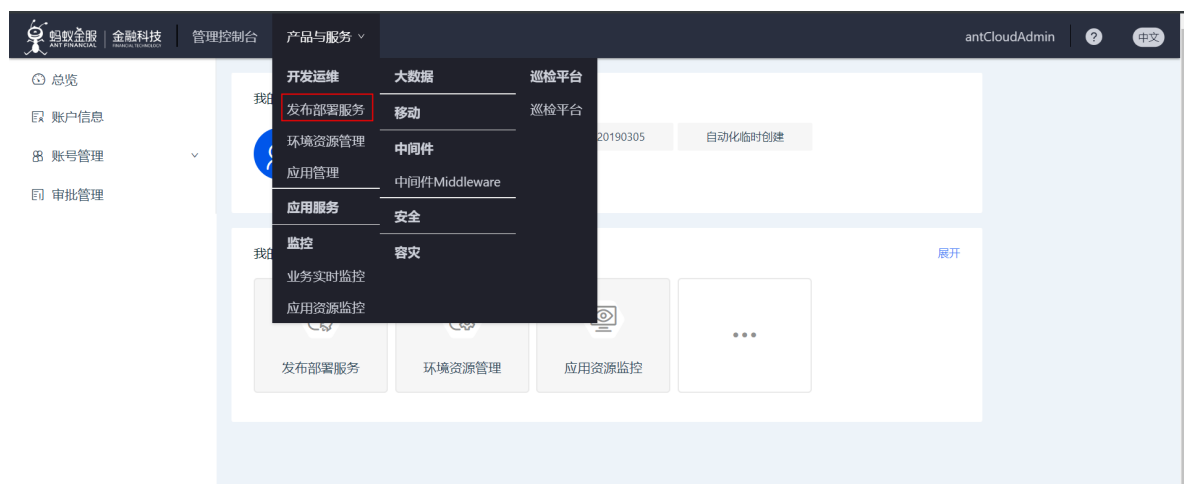 蚂蚁金服 金融科技 管理控制台 产品与服务 antCloudAdmin ? 中文
ANT FINANCIAL FINANCIAL TECHNOLOGY
总览
账户信息
账号管理
审批管理
开发运维
发布部署服务
环境资源管理
应用管理
应用服务
监控
业务实时监控
应用资源监控
大数据
移动
中间件
中间件Middleware
安全
容灾
巡检平台
巡检平台
20190305 自动化临时创建
展开
发布部署服务 环境资源管理 应用资源监控